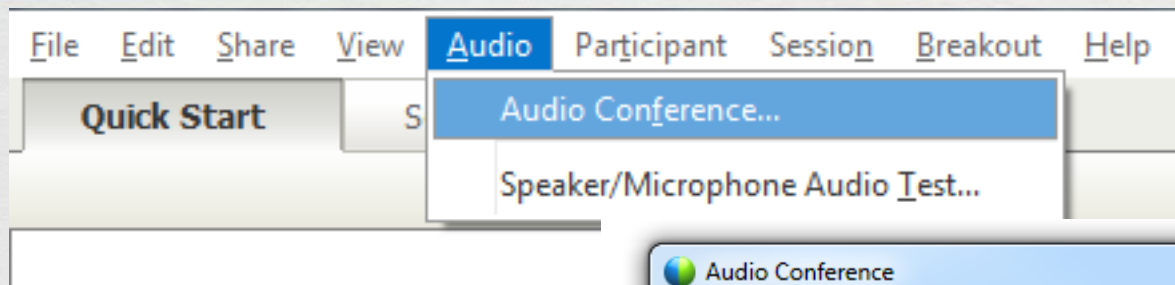 File Edit Share View Audio Participant Session Breakout Help
Quick Start S
Audio Conference...
Speaker/Microphone Audio Test...
Audio Conference